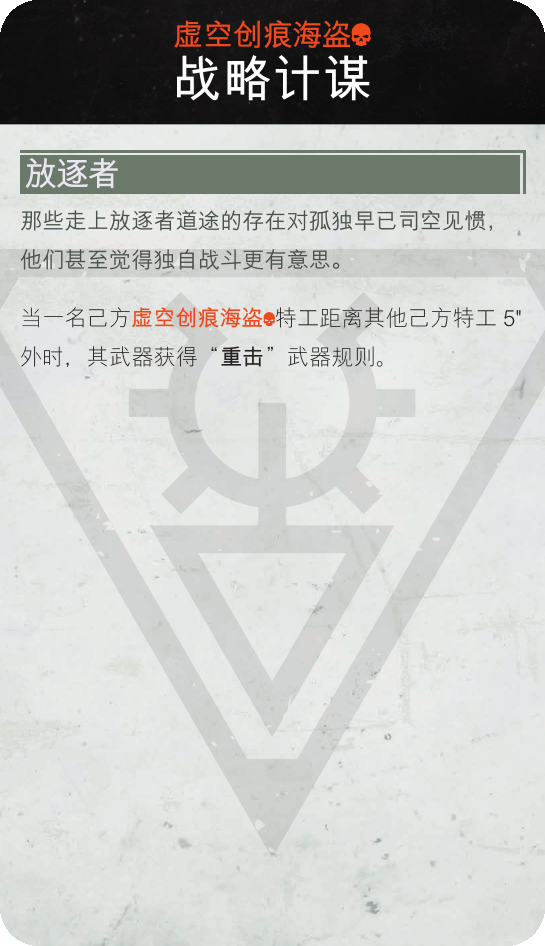 虚空创痕海盗
战略计谋
放逐者
那些走上放逐者道途的存在对孤独早已司空见惯，
他们甚至觉得独自战斗更有意思。
当一名己方虚空创痕海盗特工距离其他己方特工 5"
外时，其武器获得“重击”武器规则。